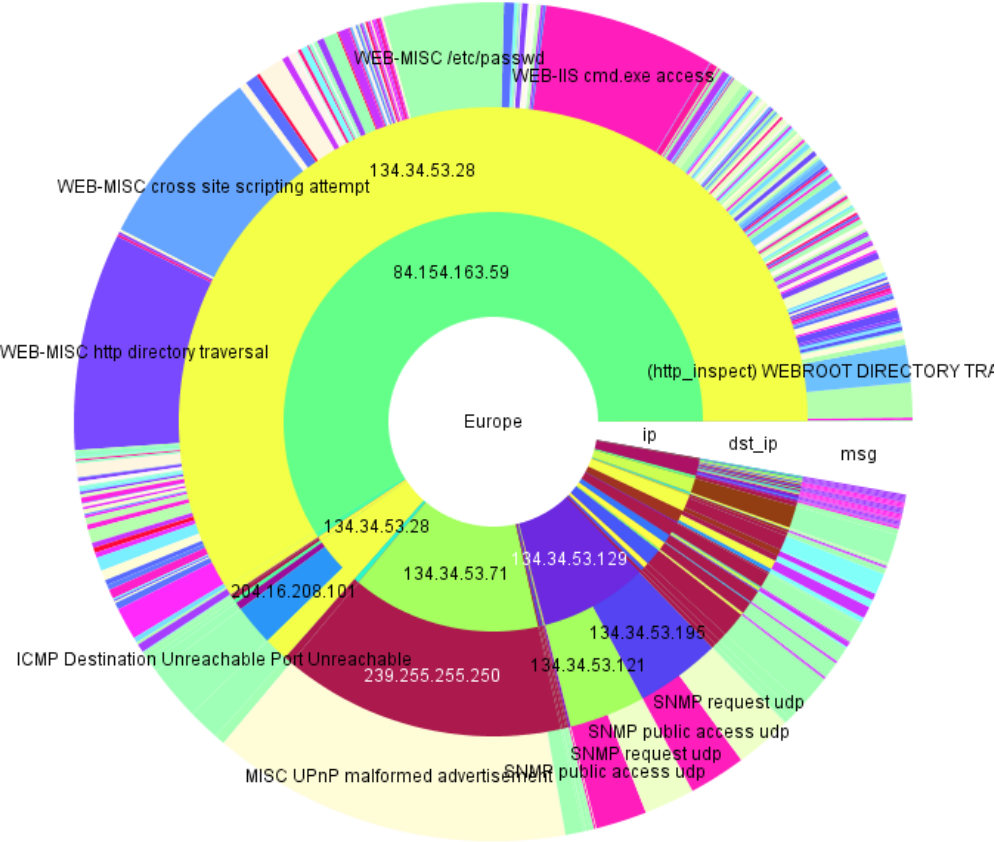 WEB-MISC /etc/passwd
WEB-IIS cmd.exe access
134.34.53.28
WEB-MISC cross site scripting attempt
84.154.163.59
WEB-MISC http directory traversal
(http_inspect) WEBROOT DIRECTORY TRA
Europe
ip
dst_ip
msg
134.34.53.28
134.34.53.129
134.34.53.71
204.16.208.101
134.34.53.195
ICMP Destination Unreachable Port Unreachable
134.34.53.121
239.255.255.250
SNMP request udp
SNMP public access udp
SNMP request udp
SNMP public access udp
MISC UPnP malformed advertisement